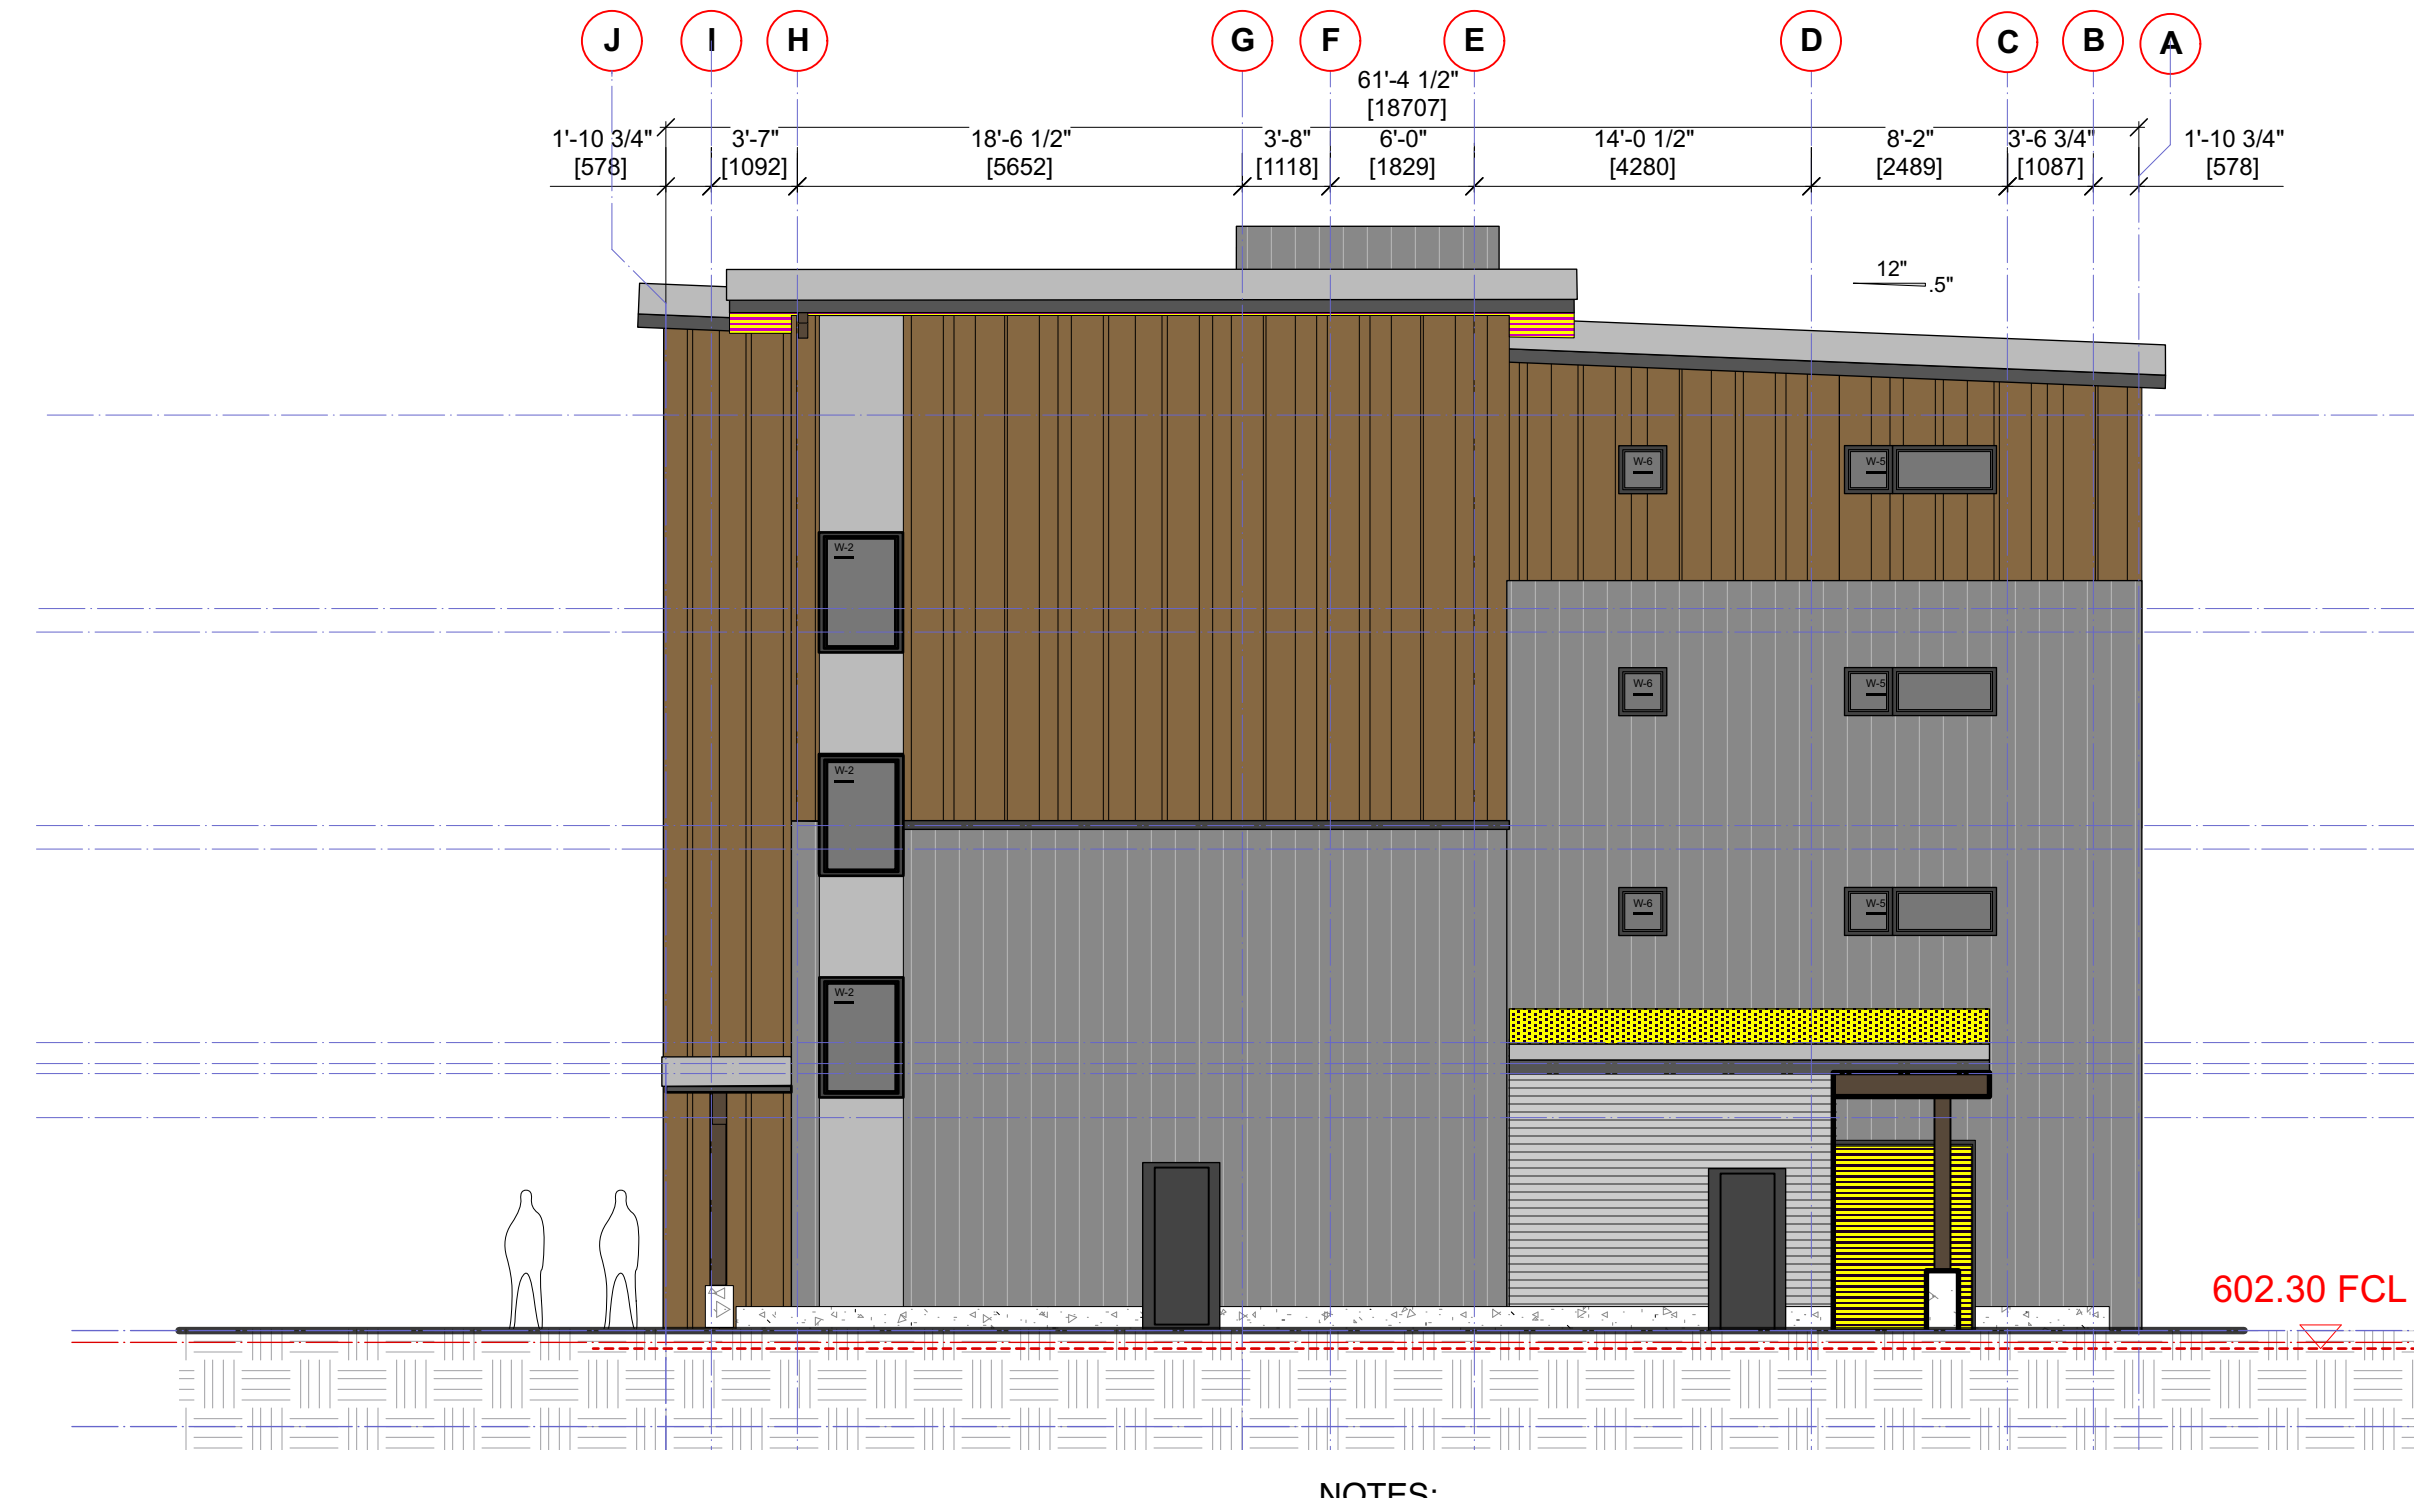 J I H G F E D C B A
61'-4 1/2"
[18707]
1'-10 3/4" 3'-7" 18'-6 1/2" 3'-8" 6'-0" 14'-0 1/2" 8'-2" 3'-6 3/4" 1'-10 3/4"
[578] [1092] [5652] [1118] [1829] [4280] [2489] [1087] [578]
12"
.5"
W-6 W-5
W-2
W-6 W-5
W-2
W-6 W-5
W-2
602.30 FCL
NOTES: